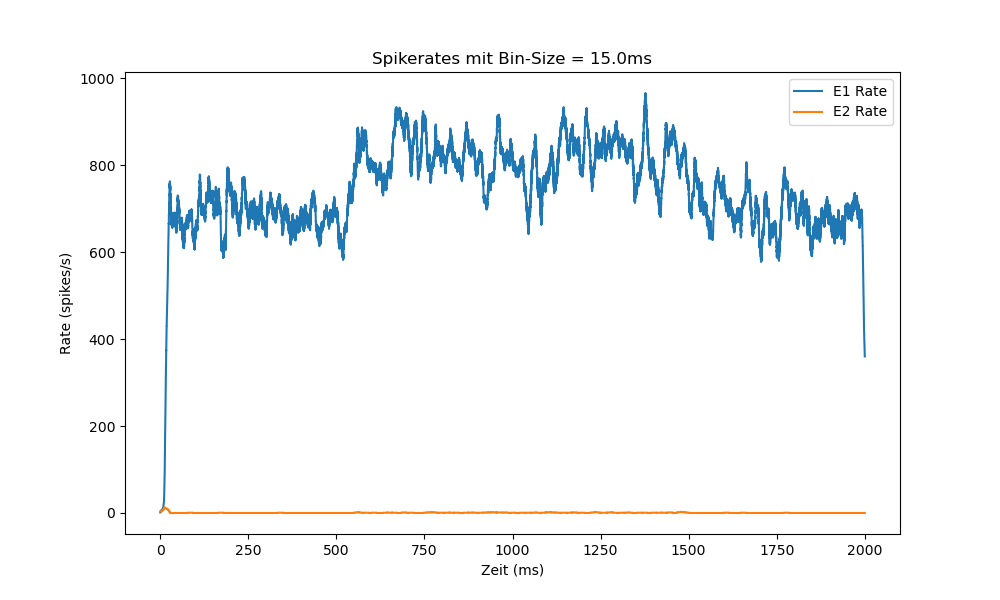 Spikerates mit Bin-Size = 15.0ms
E1 Rate
E2 Rate
Rate (spikes/s)
1000
800
600
400
200
0
0 250 500 750 1000 1250 1500 1750 2000
Zeit (ms)